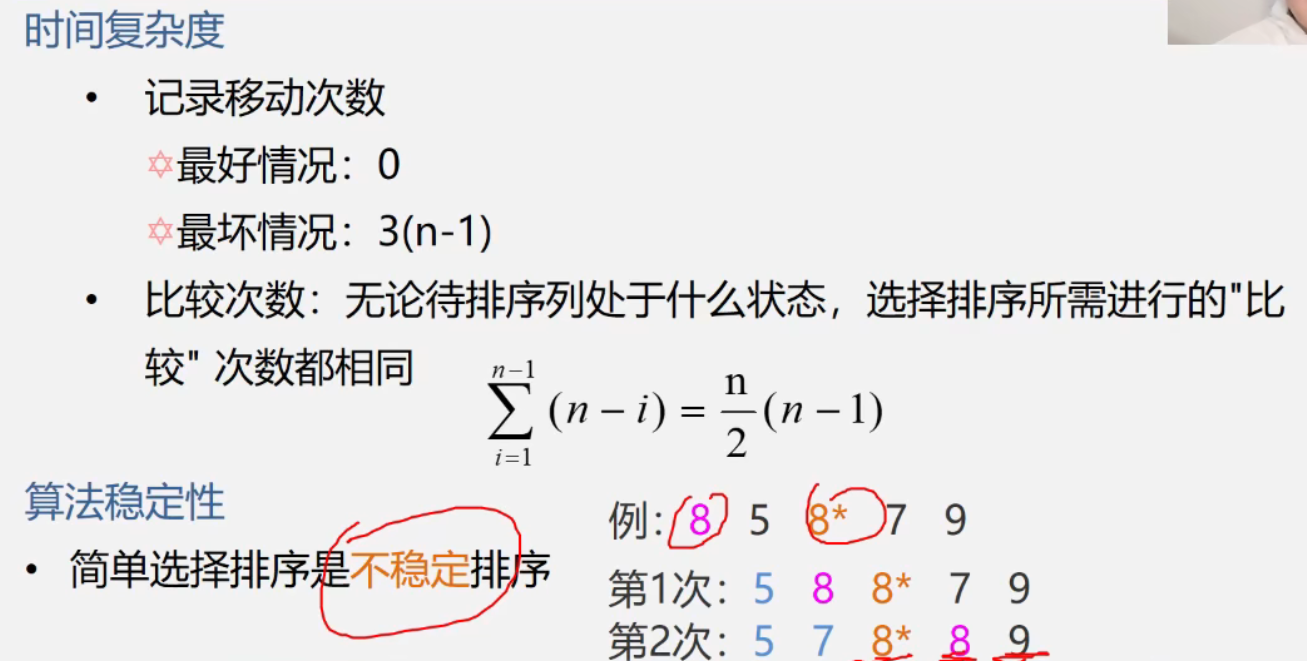 时间复杂度
• 记录移动次数
✡最好情况：0
✡最坏情况：3(n-1)
• 比较次数：无论待排序列处于什么状态，选择排序所需进行的"比
较" 次数都相同
\sum_{i=1}^{n-1}(n-i)=\frac{n}{2}(n-1)
算法稳定性
• 简单选择排序是不稳定排序
例：8 5 8* 7 9
第1次：5 8 8* 7 9
第2次：5 7 8* 8 9